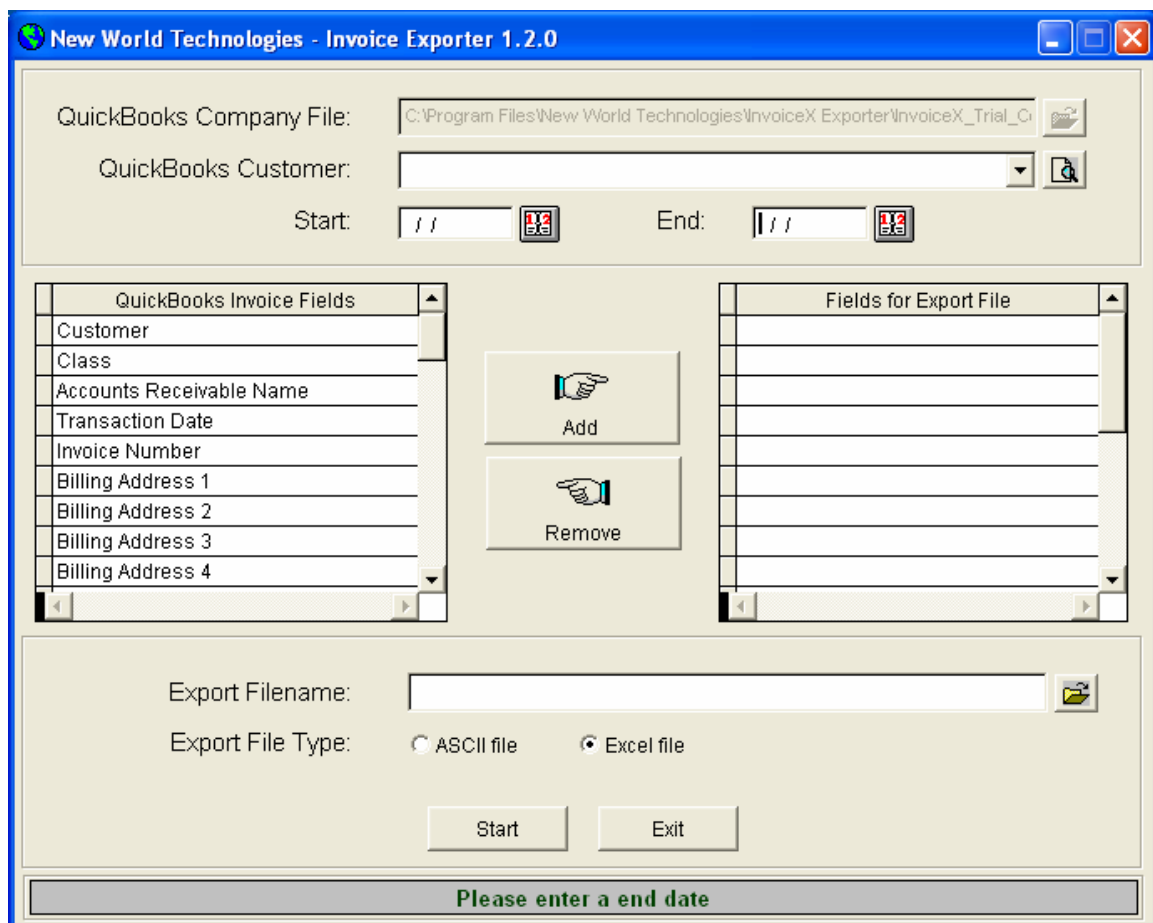 New World Technologies - Invoice Exporter 1.2.0
QuickBooks Company File: C:\Program Files\New World Technologies\InvoiceX Exporter\InvoiceX_Trial_C
QuickBooks Customer:
Start: / / End: / /
QuickBooks Invoice Fields Fields for Export File
Customer
Class
Accounts Receivable Name
Transaction Date
Invoice Number
Billing Address 1
Billing Address 2
Billing Address 3
Billing Address 4
Add
Remove
Export Filename:
Export File Type: ASCII file Excel file
Start Exit
Please enter a end date